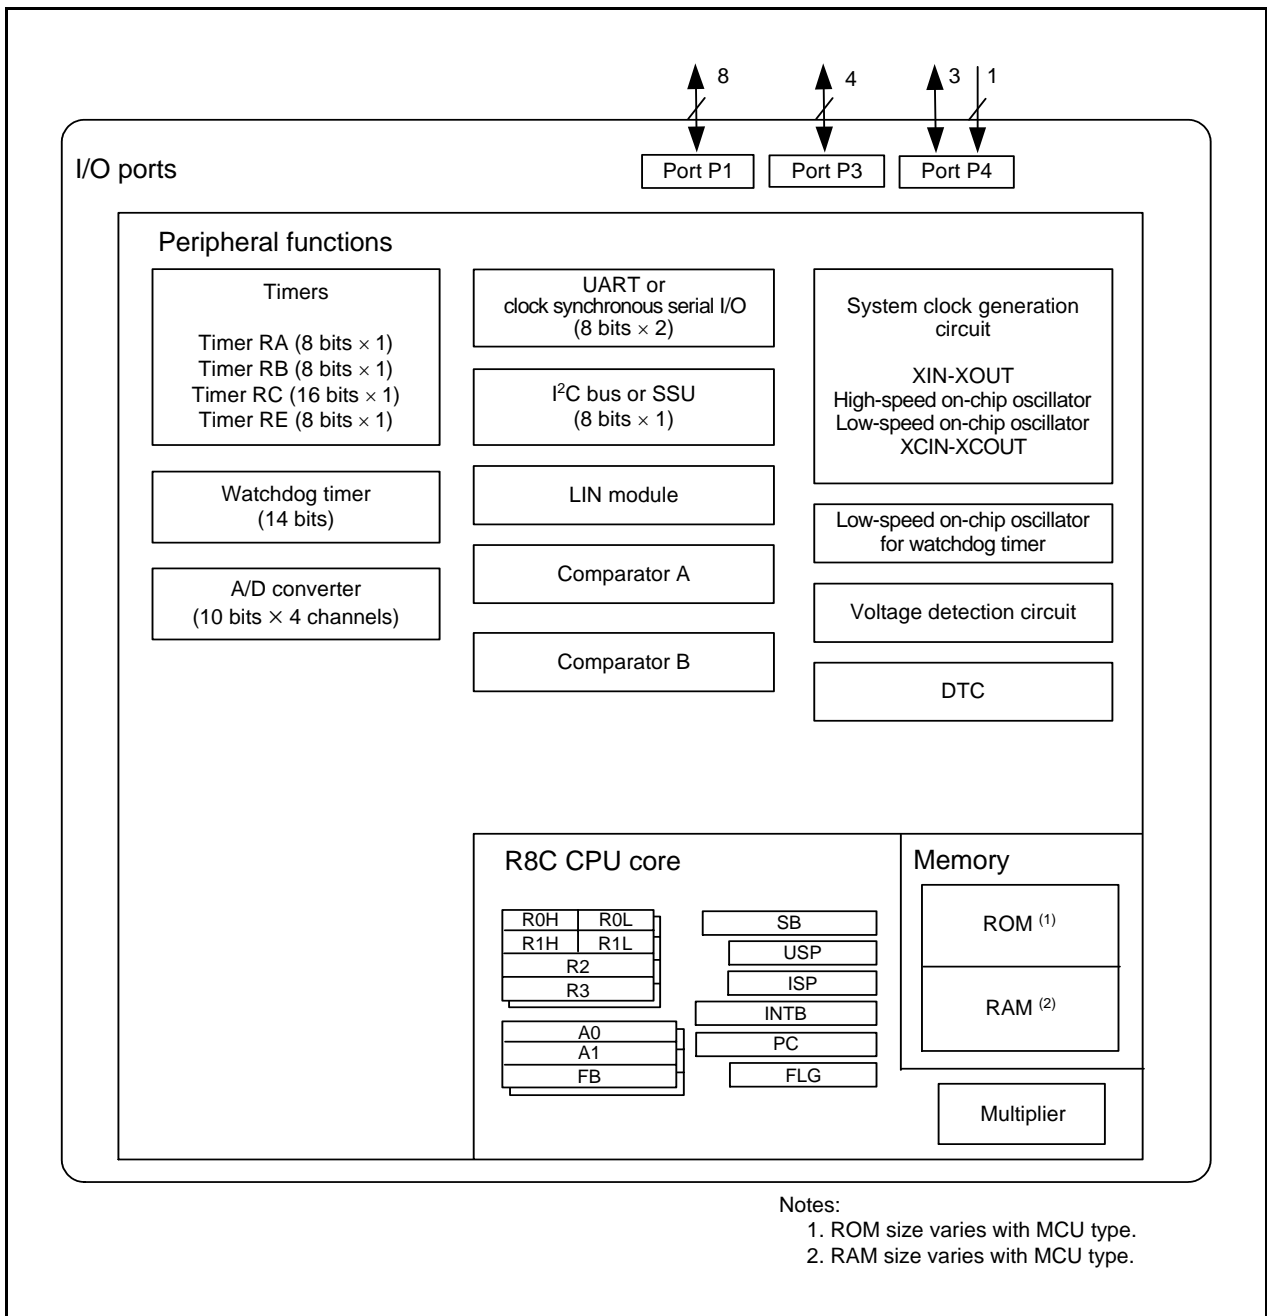 8
4
3
1
I/O ports
Port P1
Port P3
Port P4
Peripheral functions
Timers
Timer RA (8 bits × 1)
Timer RB (8 bits × 1)
Timer RC (16 bits × 1)
Timer RE (8 bits × 1)
Watchdog timer
(14 bits)
A/D converter
(10 bits × 4 channels)
UART or
clock synchronous serial I/O
(8 bits × 2)
I²C bus or SSU
(8 bits × 1)
LIN module
Comparator A
Comparator B
System clock generation
circuit
XIN-XOUT
High-speed on-chip oscillator
Low-speed on-chip oscillator
XCIN-XCOUT
Low-speed on-chip oscillator
for watchdog timer
Voltage detection circuit
DTC
R8C CPU core
R0H R0L
R1H R1L
R2
R3
A0
A1
FB
SB
USP
ISP
INTB
PC
FLG
Memory
ROM (1)
RAM (2)
Multiplier
Notes:
1. ROM size varies with MCU type.
2. RAM size varies with MCU type.